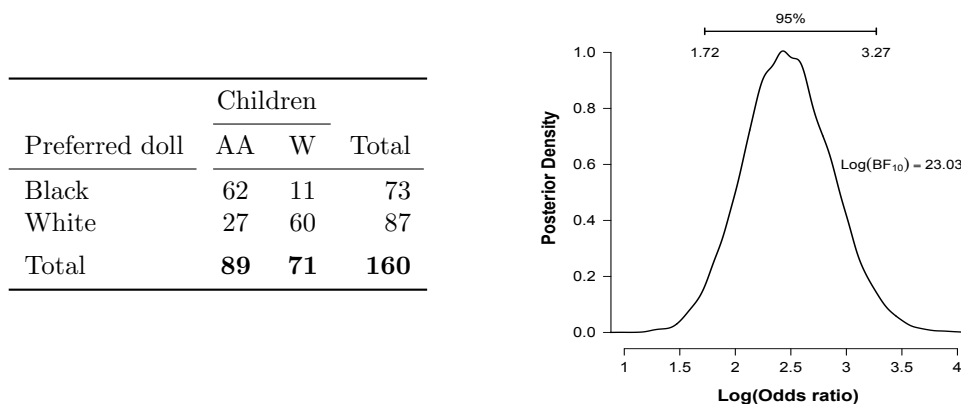 Children
Preferred doll AA W Total
Black 62 11 73
White 27 60 87
Total 89 71 160
95%
1.72 3.27
Log(BF₁₀) = 23.03
Posterior Density
1.0
0.8
0.6
0.4
0.2
0.0
1 1.5 2 2.5 3 3.5 4
Log(Odds ratio)